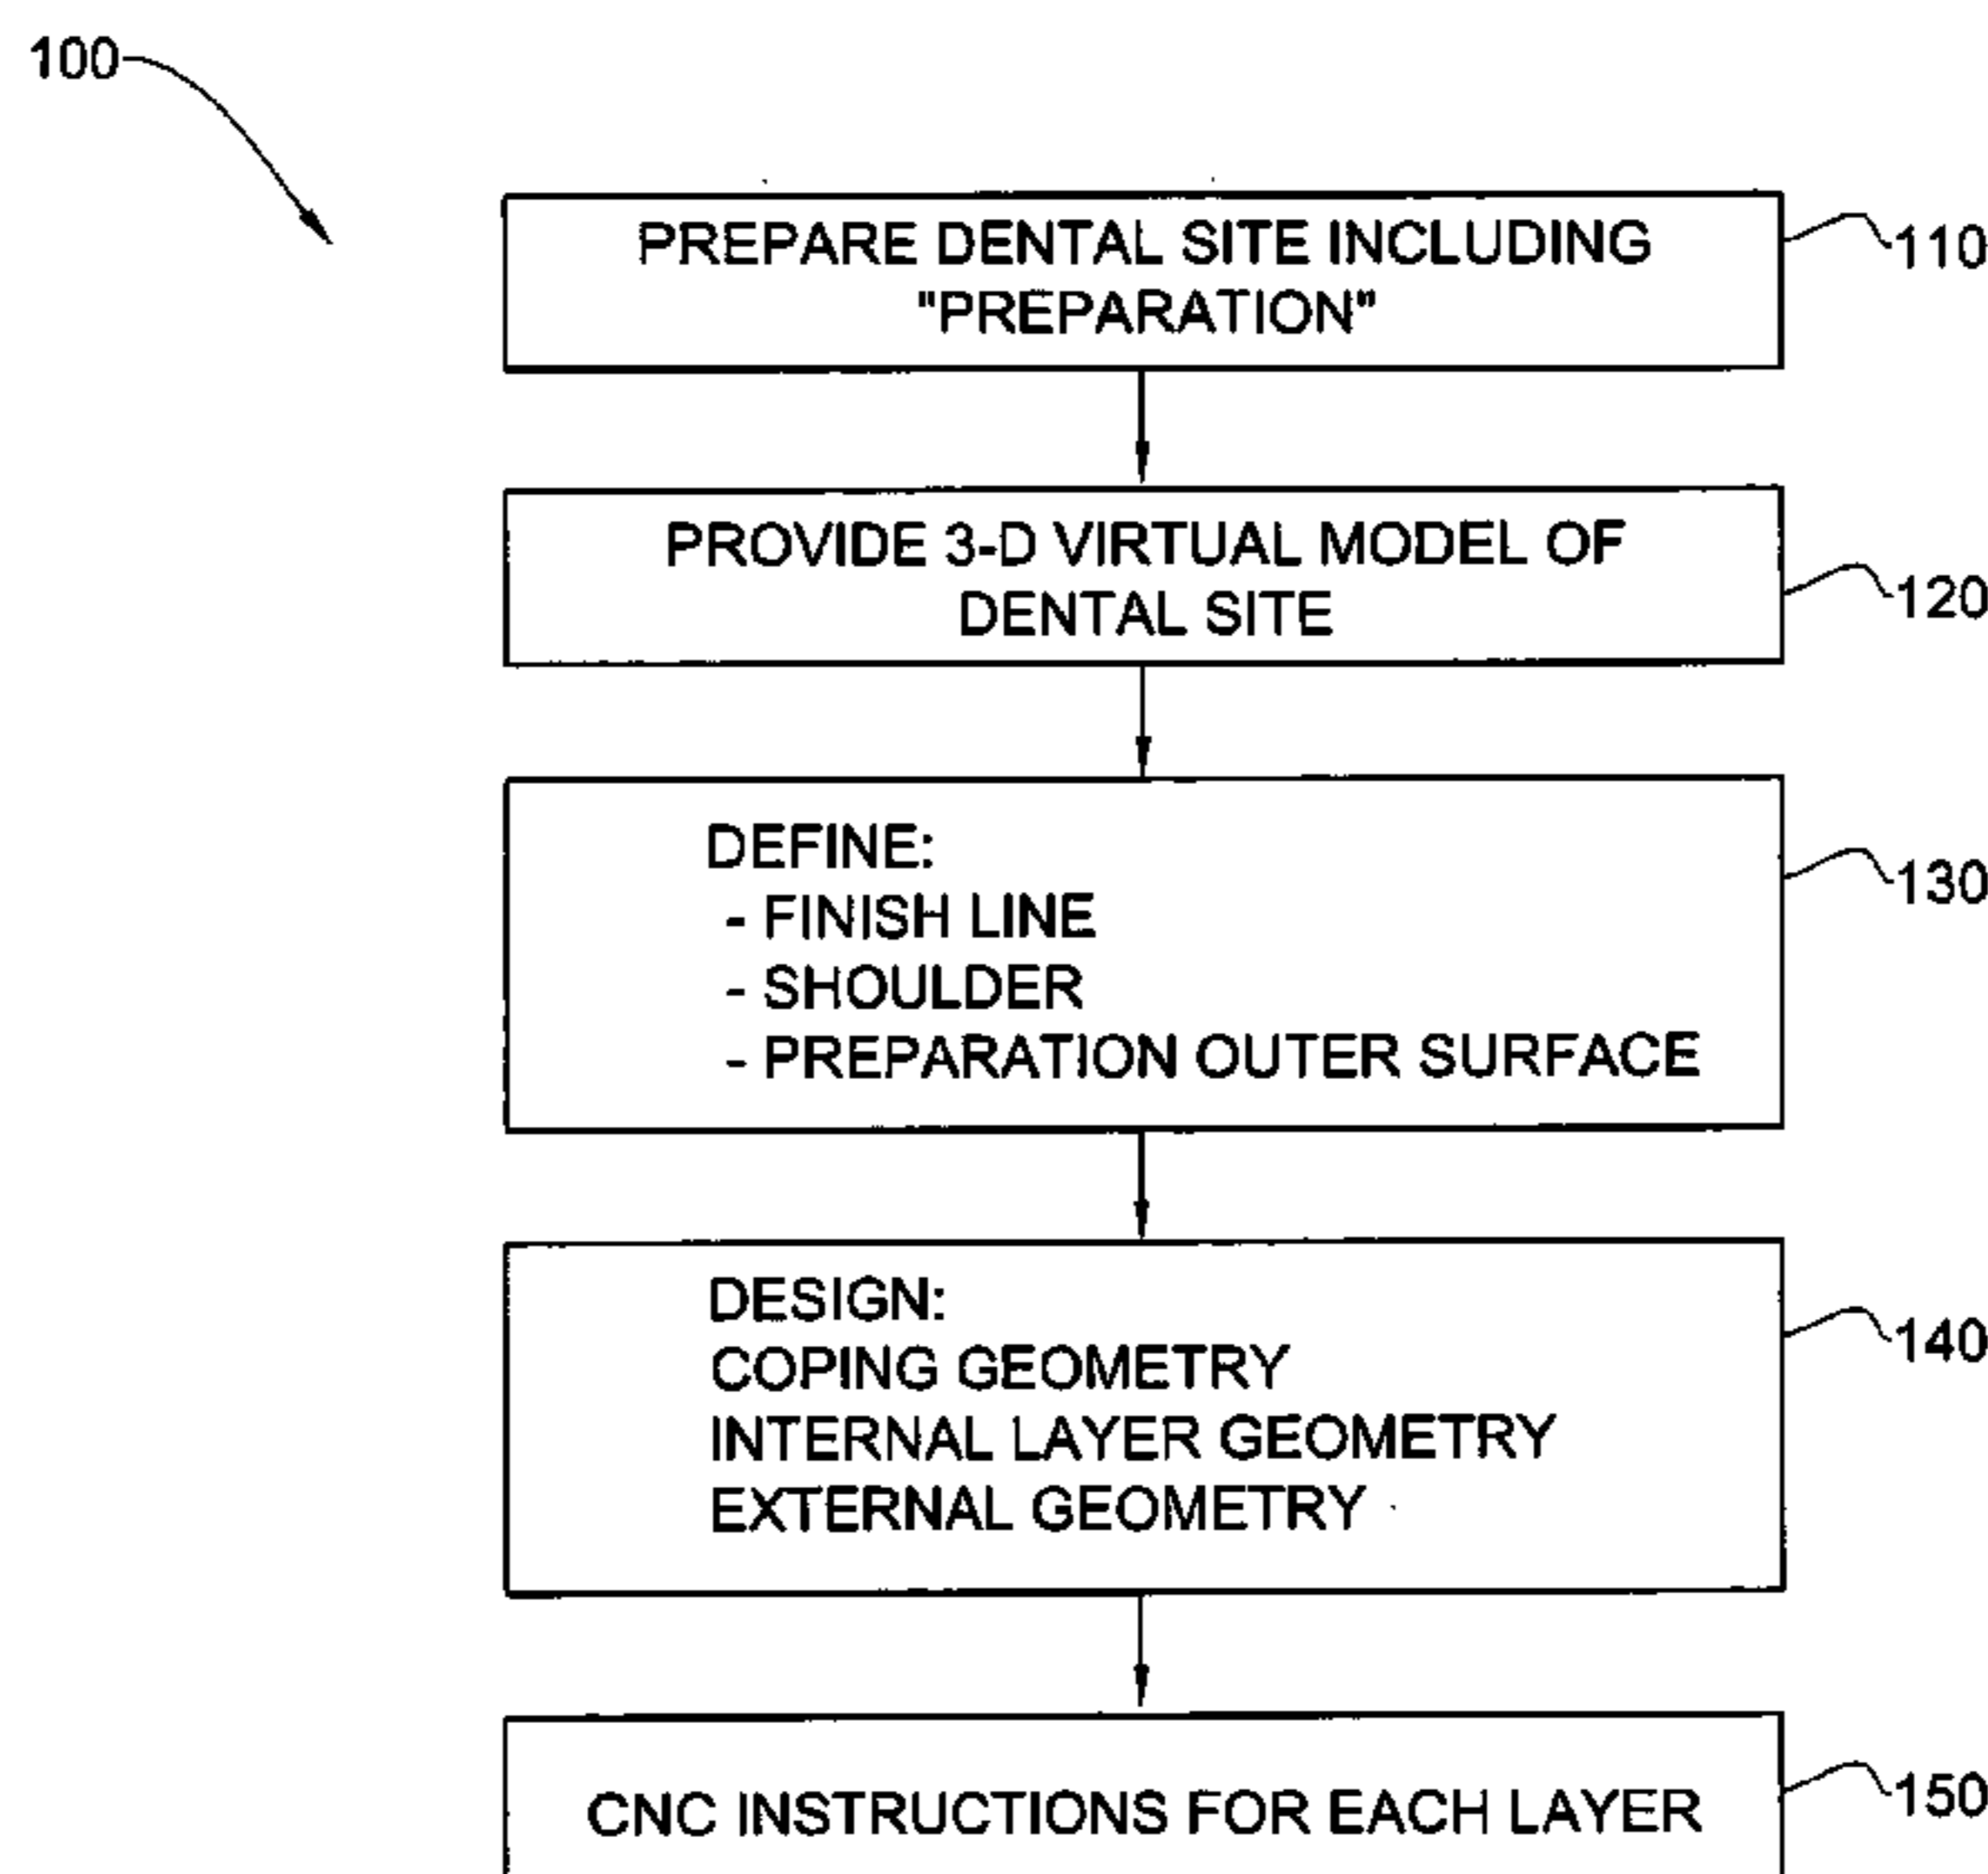 100
PREPARE DENTAL SITE INCLUDING
"PREPARATION"
110
PROVIDE 3-D VIRTUAL MODEL OF
DENTAL SITE
120
DEFINE:
- FINISH LINE
- SHOULDER
- PREPARATION OUTER SURFACE
130
DESIGN:
COPING GEOMETRY
INTERNAL LAYER GEOMETRY
EXTERNAL GEOMETRY
140
CNC INSTRUCTIONS FOR EACH LAYER
150